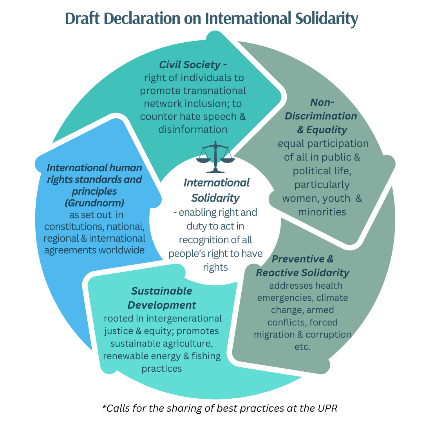 Draft Declaration on International Solidarity
Civil Society -
right of individuals to
promote transnational
network inclusion; to
counter hate speech &
disinformation
Non-
Discrimination
& Equality
equal participation
of all in public &
political life,
particularly
women, youth &
minorities
Preventive &
Reactive Solidarity
addresses health
emergencies, climate
change, armed
conflicts, forced
migration & corruption
etc.
Sustainable
Development
rooted in intergenerational
justice & equity; promotes
sustainable agriculture,
renewable energy & fishing
practices
International human
rights standards and
principles
(Grundnorm)
as set out in
constitutions, national,
regional & international
agreements worldwide
International
Solidarity
- enabling right and
duty to act in
recognition of all
people's right to have
rights
*Calls for the sharing of best practices at the UPR